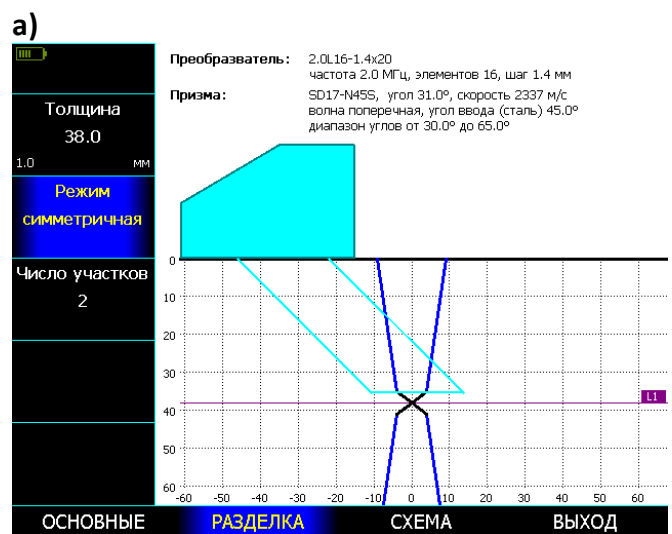 а)
Преобразватель: 2.0L16-1.4x20
частота 2.0 МГц, элементов 16, шаг 1.4 мм
Призма: SD17-N45S, угол 31.0°, скорость 2337 м/с
волна поперечная, угол ввода (сталь) 45.0°
диапазон углов от 30.0° до 65.0°
Толщина
38.0
1.0 мм
Режим
симметричная
Число участков
2
0
10
20
30
40
50
60
L1
-60 -50 -40 -30 -20 -10 0 10 20 30 40 50 60
ОСНОВНЫЕ РАЗДЕЛКА СХЕМА ВЫХОД